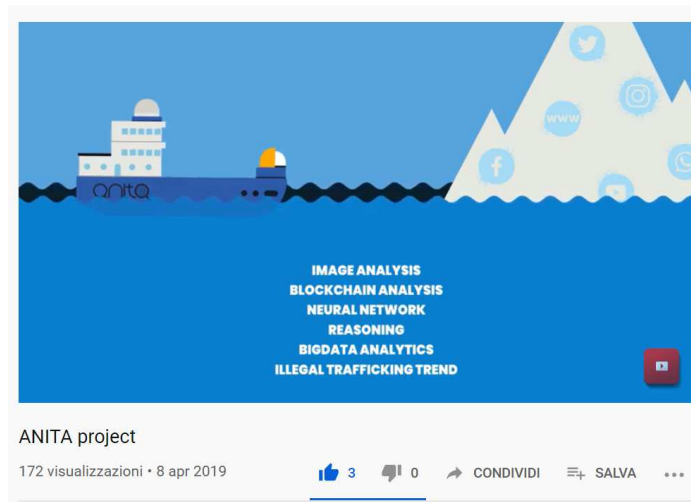 www
f
anita
IMAGE ANALYSIS
BLOCKCHAIN ANALYSIS
NEURAL NETWORK
REASONING
BIGDATA ANALYTICS
ILLEGAL TRAFFICKING TREND
ANITA project
172 visualizzazioni • 8 apr 2019
3
0
CONDIVIDI
SALVA